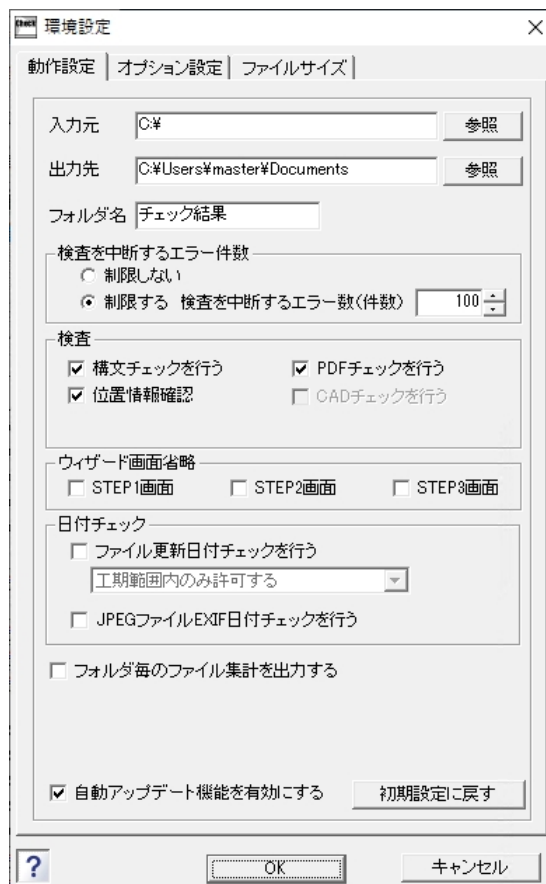 Check 環境設定
動作設定 オプション設定 ファイルサイズ
入力元 C:¥ 参照
出力先 C:¥Users¥master¥Documents 参照
フォルダ名 チェック結果
検査を中断するエラー件数
制限しない
制限する 検査を中断するエラー数(件数) 100
検査
構文チェックを行う PDFチェックを行う
位置情報確認 CADチェックを行う
ウィザード画面省略
STEP1画面 STEP2画面 STEP3画面
日付チェック
ファイル更新日付チェックを行う
工期範囲内のみ許可する
JPEGファイルEXIF日付チェックを行う
フォルダ毎のファイル集計を出力する
自動アップデート機能を有効にする 初期設定に戻す
? OK キャンセル